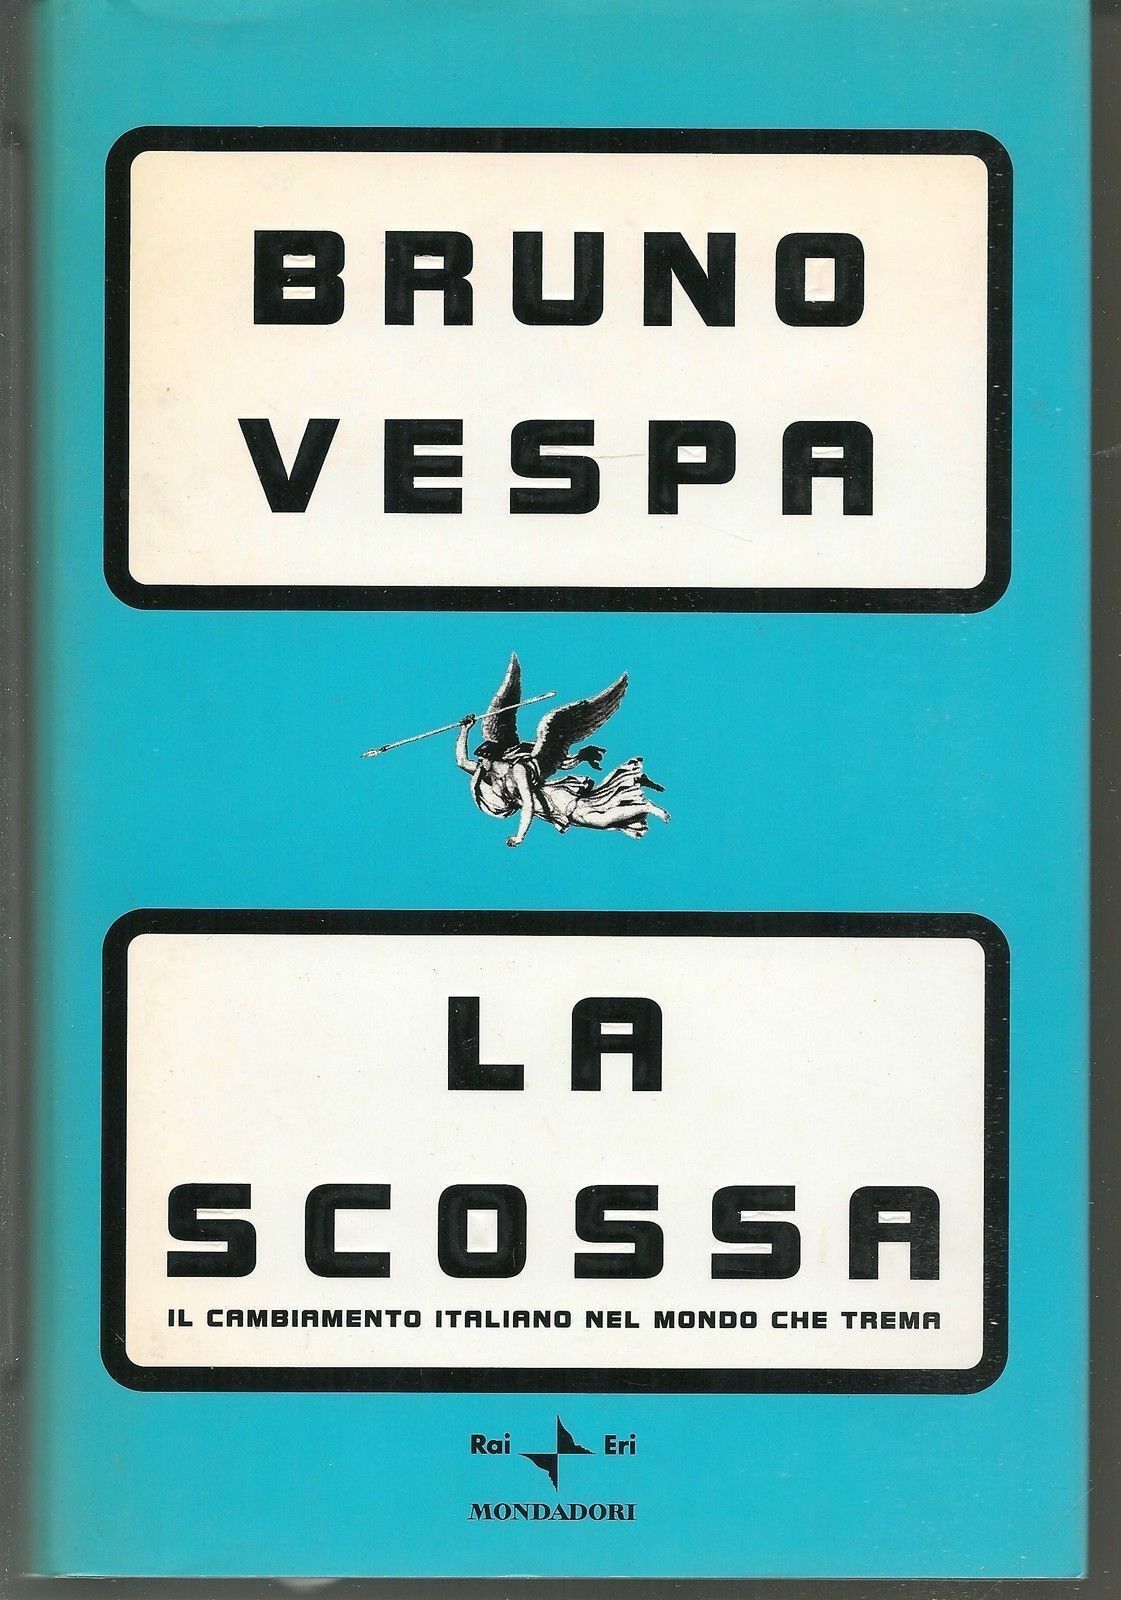 BRUNO
VESPA
LA
SCOSSA
IL CAMBIAMENTO ITALIANO NEL MONDO CHE TREMA
Rai Eri
MONDADORI